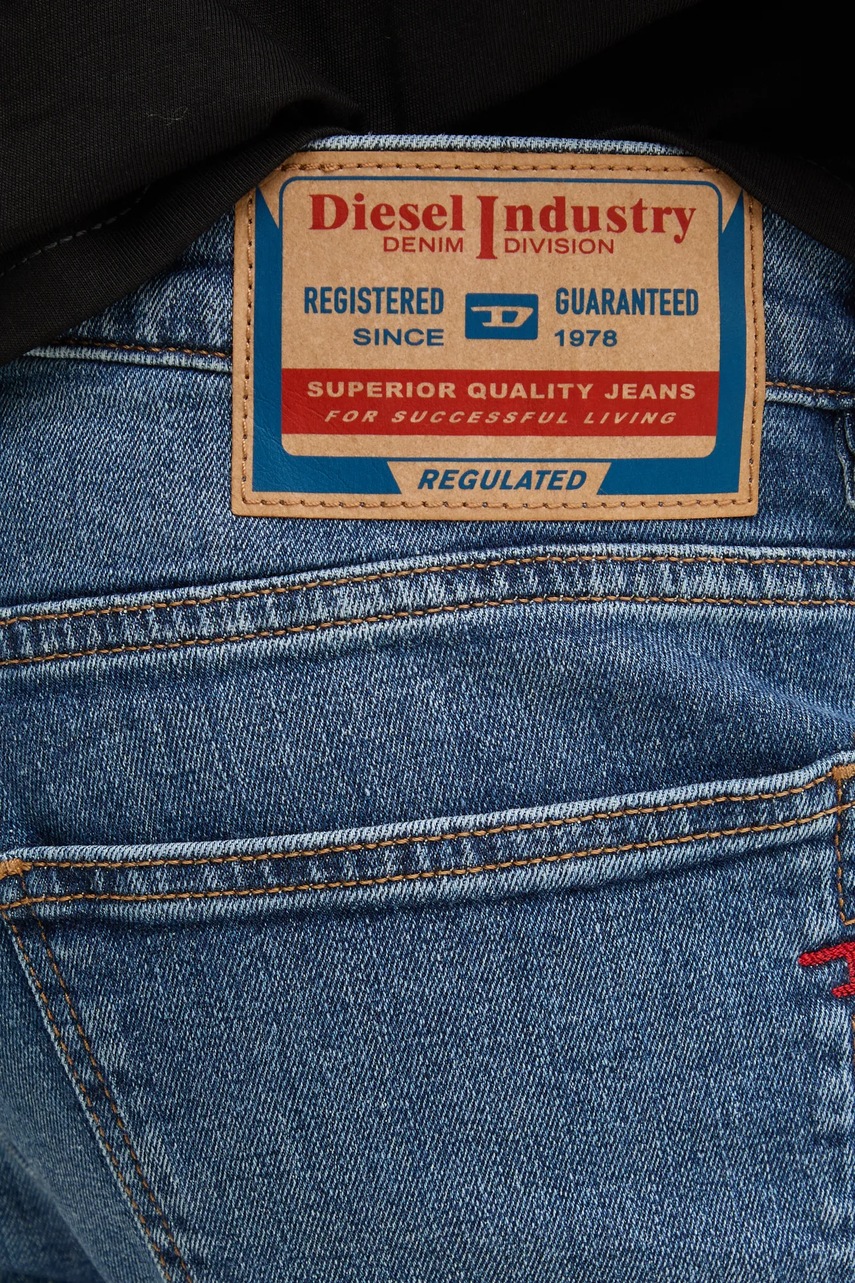 Diesel Industry
DENIM DIVISION
REGISTERED GUARANTEED
SINCE D 1978
SUPERIOR QUALITY JEANS
FOR SUCCESSFUL LIVING
REGULATED